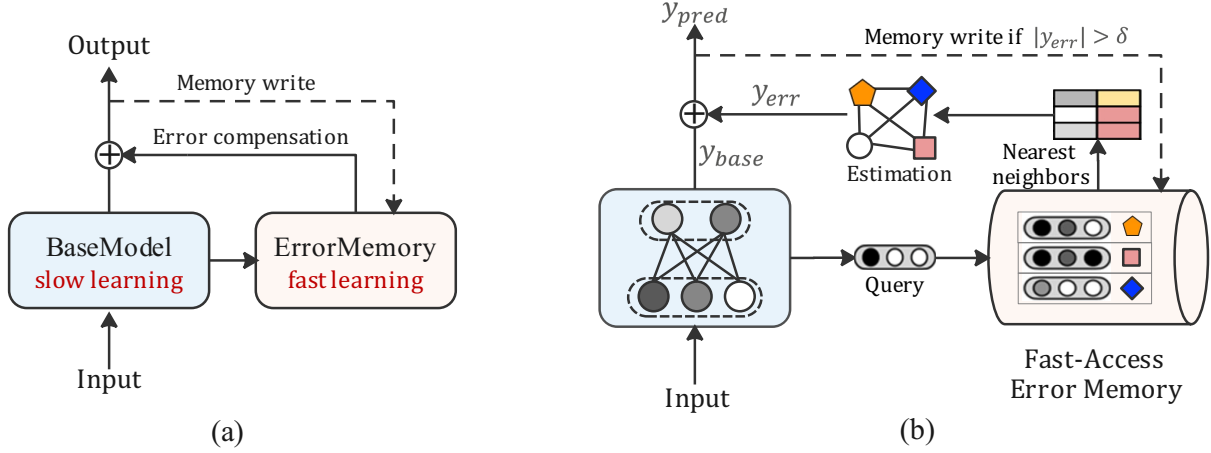 Output
Memory write
Error compensation
BaseModel
slow learning
ErrorMemory
fast learning
Input
(a)
y_pred
Memory write if |y_err| > δ
y_err
y_base
Estimation
Nearest
neighbors
Query
Fast-Access
Error Memory
Input
(b)